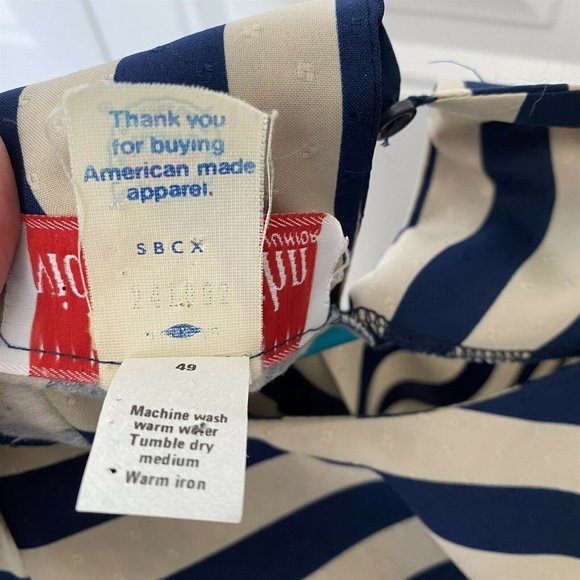 Thank you
for buying
American made
apparel.
SBCX
49
Machine wash
warm water
Tumble dry
medium
Warm iron